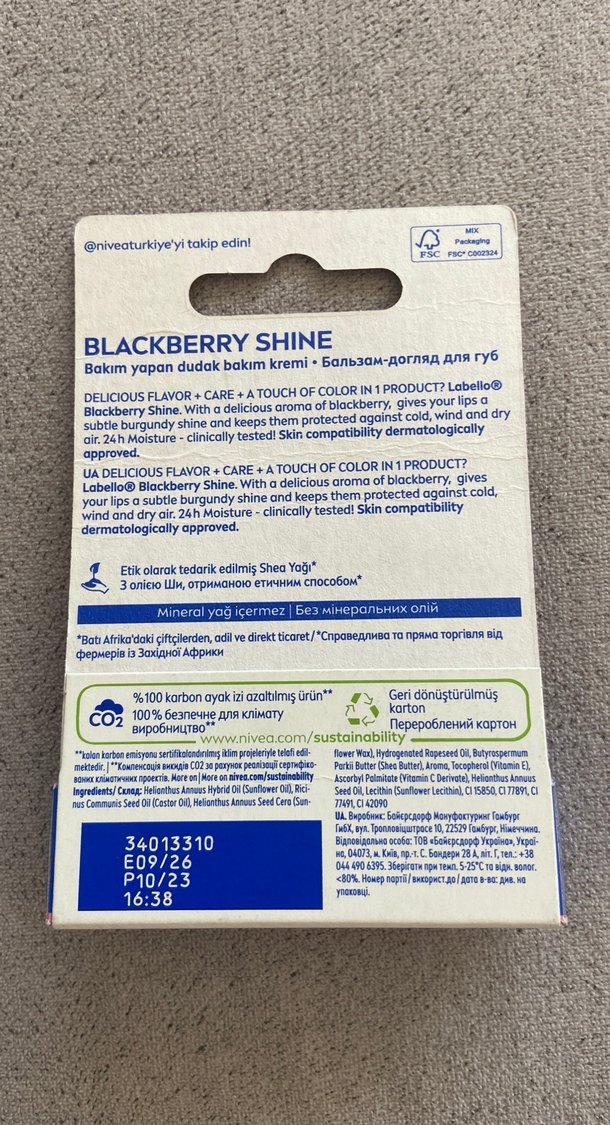 @niveaturkiye'yi takip edin!
MIX
Packaging
FSC
FSC® C002324
BLACKBERRY SHINE
Bakım yapan dudak bakım kremi • Бальзам-догляд для губ
DELICIOUS FLAVOR + CARE + A TOUCH OF COLOR IN 1 PRODUCT? Labello®
Blackberry Shine. With a delicious aroma of blackberry, gives your lips a
subtle burgundy shine and keeps them protected against cold, wind and dry
air. 24h Moisture - clinically tested! Skin compatibility dermatologically
approved.
UA DELICIOUS FLAVOR + CARE + A TOUCH OF COLOR IN 1 PRODUCT?
Labello® Blackberry Shine. With a delicious aroma of blackberry, gives
your lips a subtle burgundy shine and keeps them protected against cold,
wind and dry air. 24h Moisture - clinically tested! Skin compatibility
dermatologically approved.
Etik olarak tedarik edilmiş Shea Yağı*
З олією Ши, отриманою етичним способом*
Mineral yağ içermez | Без мінеральних олій
*Batı Afrika'daki çiftçilerden, adil ve direkt ticaret/*Справедлива та пряма торгівля від
фермерів із Західної Африки
CO2
%100 karbon ayak izi azaltılmış ürün**
100% безпечне для клімату
виробництво**
Geri dönüştürülmüş
karton
Перероблений картон
www.nivea.com/sustainability
**kalan karbon emisyonu sertifikalandırılmış iklim projeleriyle telafi edil-
mektedir. | **Компенсація викидів CO2 за рахунок реалізації сертифіко-
ваних кліматичних проектів. More on | More on nivea.com/sustainability
Ingredients/ Склад: Helianthus Annuus Hybrid Oil (Sunflower Oil), Rici-
nus Communis Seed Oil (Castor Oil), Helianthus Annuus Seed Cera (Sun-
flower Wax), Hydrogenated Rapeseed Oil, Butyrospermum
Parkii Butter (Shea Butter), Aroma, Tocopherol (Vitamin E),
Ascorbyl Palmitate (Vitamin C Derivate), Helianthus Annuus
Seed Oil, Lecithin (Sunflower Lecithin), CI 15850, CI 77891, CI
77491, CI 42090
UA. Виробник: Байєрсдорф Мануфактуринг Гамбург
ГмбХ, вул. Тропловіцштрассе 10, 22529 Гамбург, Німеччина.
Відповідальна особа: ТОВ «Байєрсдорф Україна», Украї-
на, 04073, м. Київ, пр.-т. С. Бандери 28 А, літ. Г, тел.: +38
044 490 6395. Зберігати при темп. 5-25°С та відн. волог.
<80%. Номер партії/ використ.до/ дата в-ва: див. на
упаковці.
34013310
E09/26
P10/23
16:38